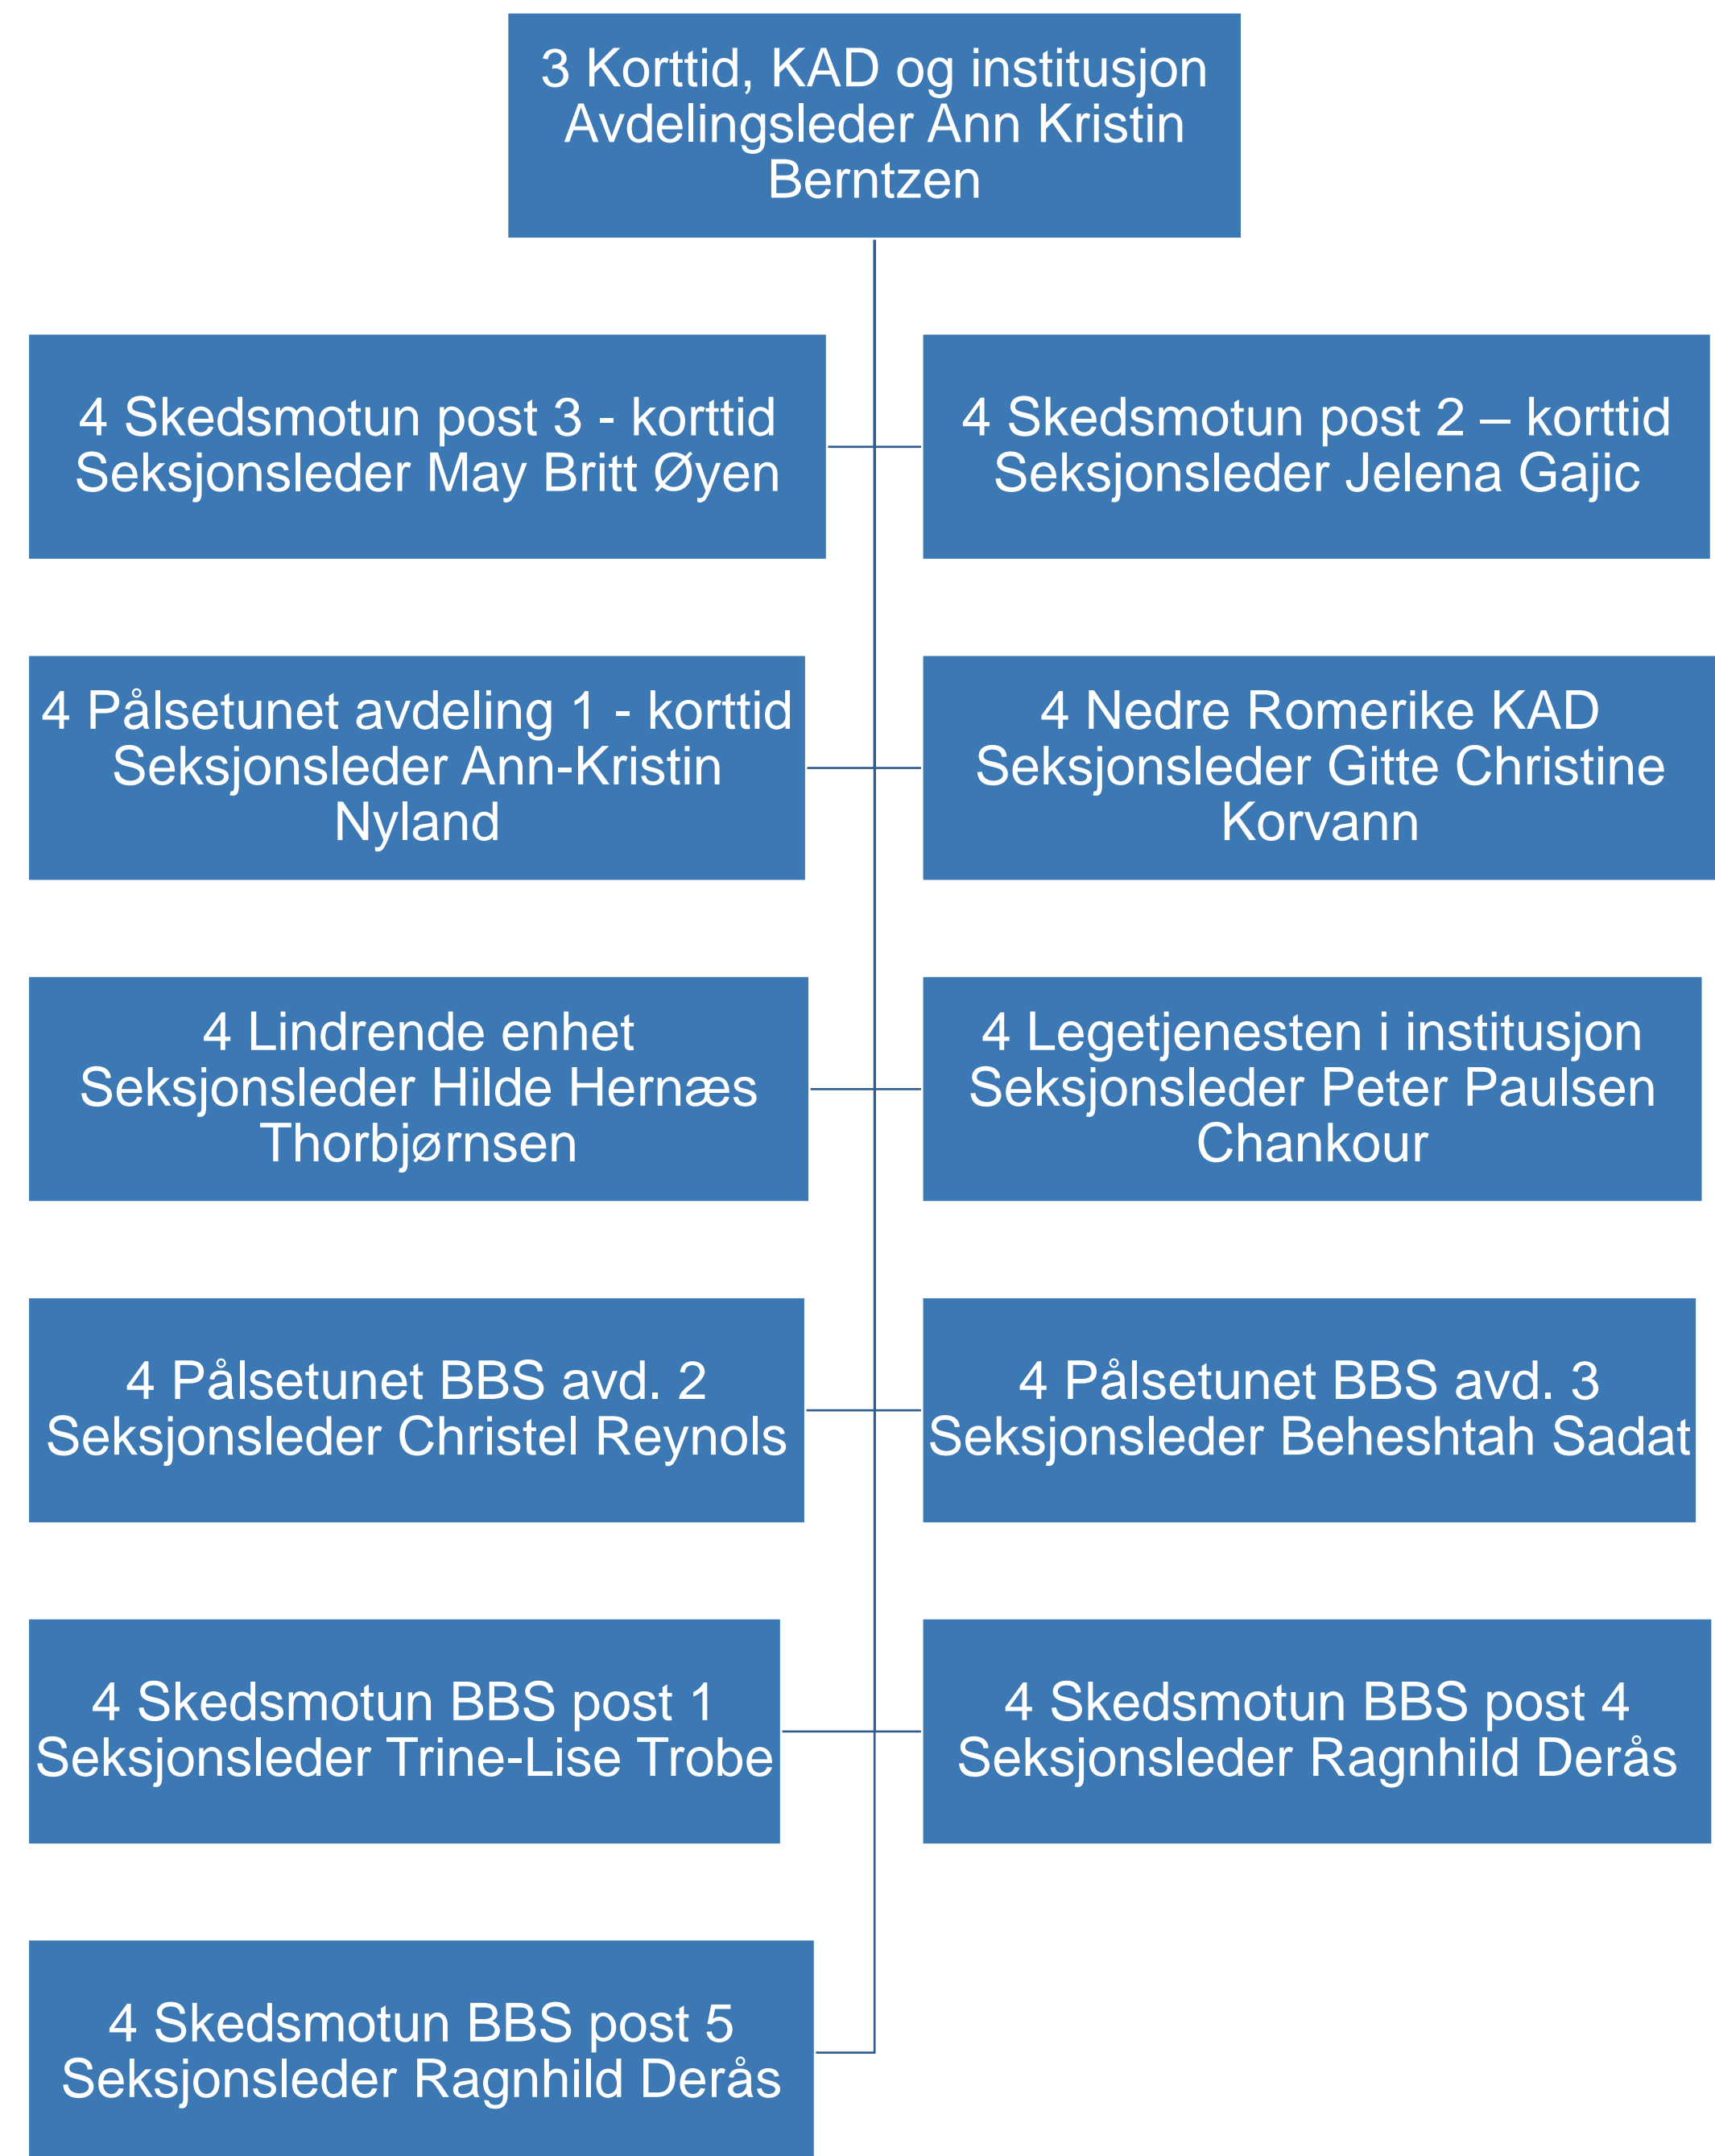 3 Korttid, KAD og institusjon
Avdelingsleder Ann Kristin
Berntzen
4 Skedsmotun post 3 - korttid
Seksjonsleder May Britt Øyen
4 Skedsmotun post 2 – korttid
Seksjonsleder Jelena Gajic
4 Pålsetunet avdeling 1 - korttid
Seksjonsleder Ann-Kristin
Nyland
4 Nedre Romerike KAD
Seksjonsleder Gitte Christine
Korvann
4 Lindrende enhet
Seksjonsleder Hilde Hernæs
Thorbjørnsen
4 Legetjenesten i institusjon
Seksjonsleder Peter Paulsen
Chankour
4 Pålsetunet BBS avd. 2
Seksjonsleder Christel Reynols
4 Pålsetunet BBS avd. 3
Seksjonsleder Beheshtah Sadat
4 Skedsmotun BBS post 1
Seksjonsleder Trine-Lise Trobe
4 Skedsmotun BBS post 4
Seksjonsleder Ragnhild Derås
4 Skedsmotun BBS post 5
Seksjonsleder Ragnhild Derås